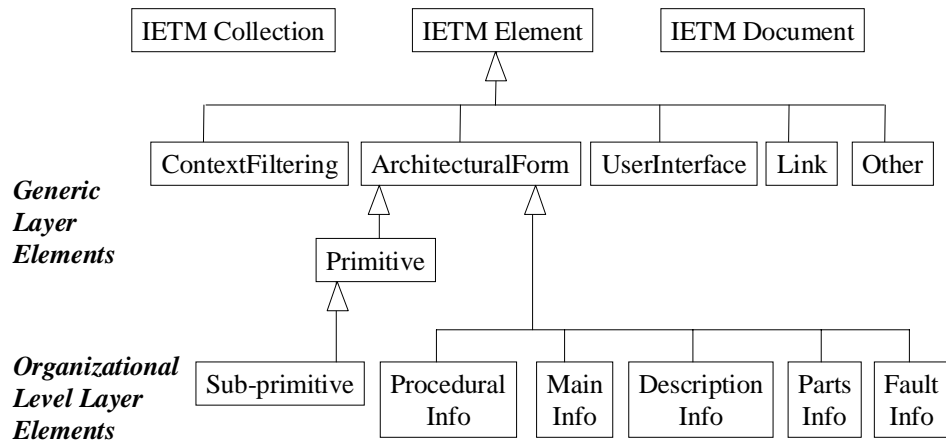 IETM Collection
IETM Element
IETM Document
ContextFiltering
ArchitecturalForm
UserInterface
Link
Other
Generic
Layer
Elements
Primitive
Organizational
Level Layer
Elements
Sub-primitive
Procedural
Info
Main
Info
Description
Info
Parts
Info
Fault
Info